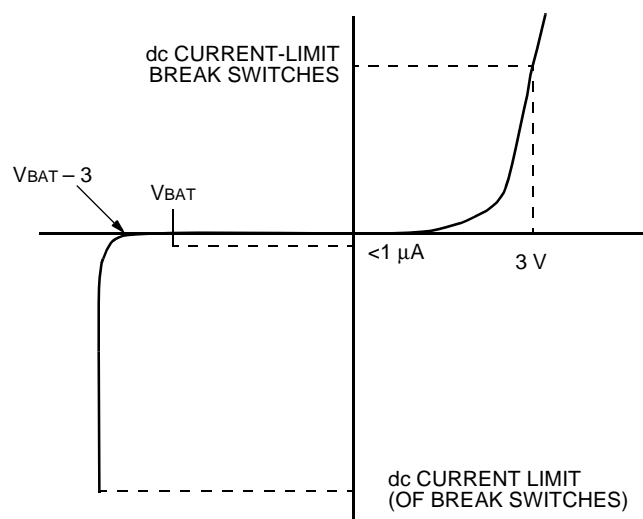 dc CURRENT-LIMIT
BREAK SWITCHES
VBAT – 3
VBAT
<1 μA
3 V
dc CURRENT LIMIT
(OF BREAK SWITCHES)